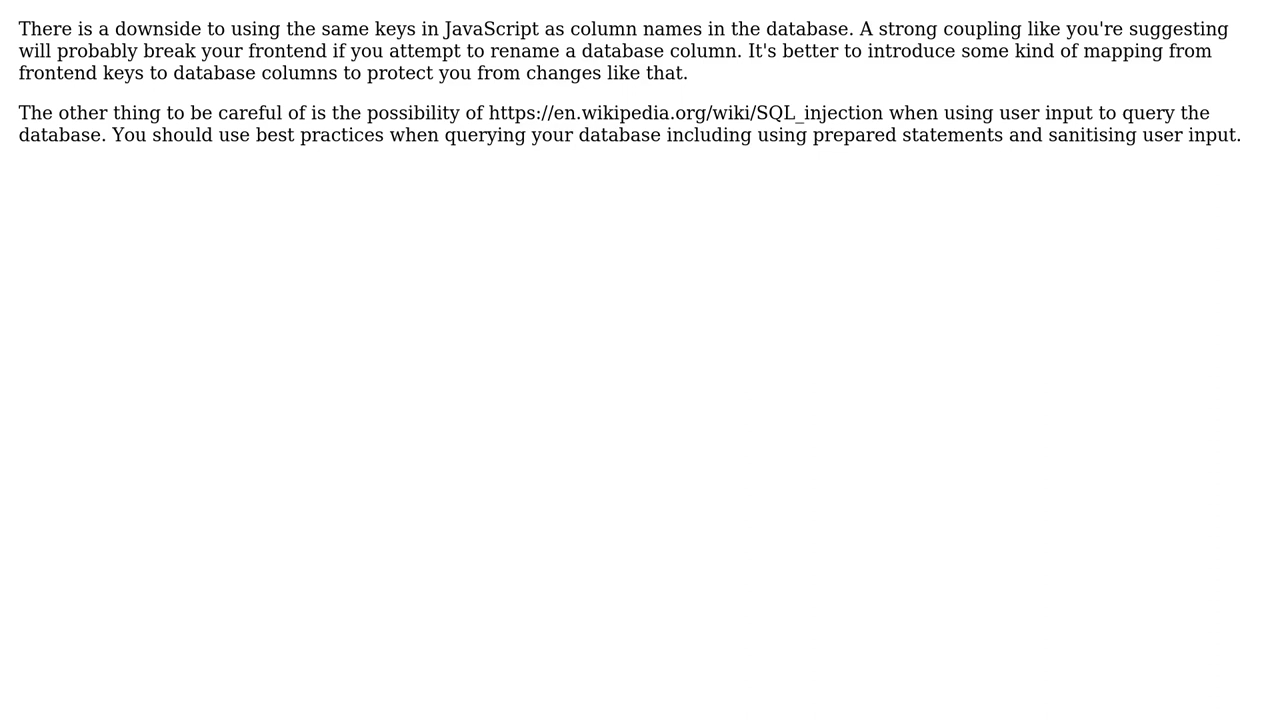 There is a downside to using the same keys in JavaScript as column names in the database. A strong coupling like you're suggesting
will probably break your frontend if you attempt to rename a database column. It's better to introduce some kind of mapping from
frontend keys to database columns to protect you from changes like that.
The other thing to be careful of is the possibility of https://en.wikipedia.org/wiki/SQL_injection when using user input to query the
database. You should use best practices when querying your database including using prepared statements and sanitising user input.